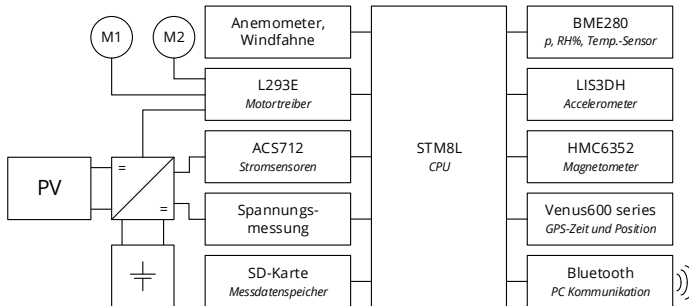 M1
M2
Anemometer,
Windfahne
L293E
Motortreiber
ACS712
Stromsensoren
PV
=
=
Spannungs-
messung
SD-Karte
Messdatenspeicher
STM8L
CPU
BME280
p, RH%, Temp.-Sensor
LIS3DH
Accelerometer
HMC6352
Magnetometer
Venus600 series
GPS-Zeit und Position
Bluetooth
PC Kommunikation